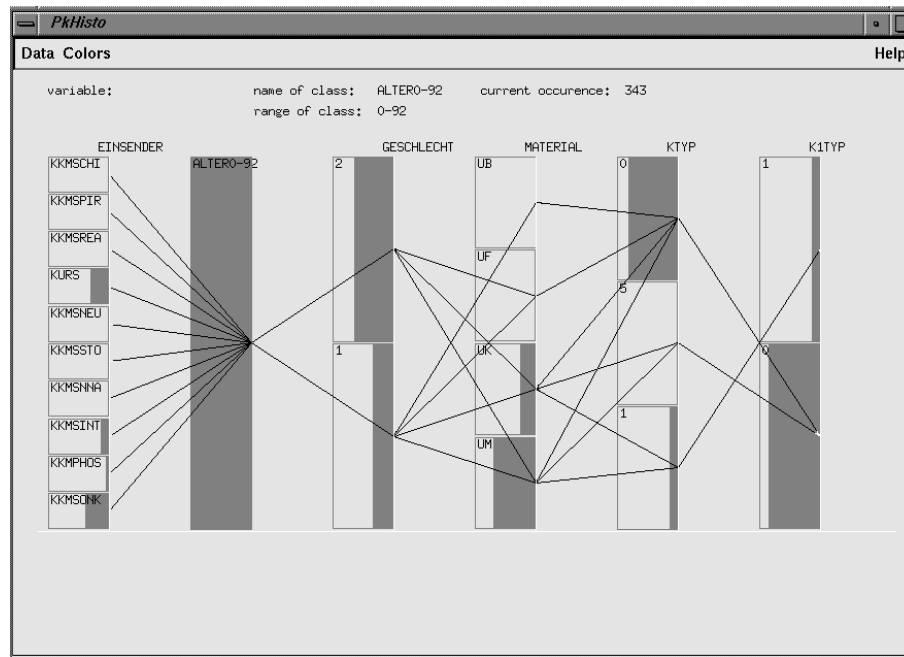 PkHisto
Data Colors Help
variable: name of class: ALTER0-92 current occurence: 343
range of class: 0-92
EINSENDER GESCHLECHT MATERIAL KTYP K1TYP
KKMSCHI ALTER0-92 2 UB 0 1
KKMSPIR
KKMSREA UF
KURS 5
KKMSNEU
KKMSSTO 1 UK 0
KKMSNNA
KKMSINT 1
KKMPHOS UM
KKMSONK